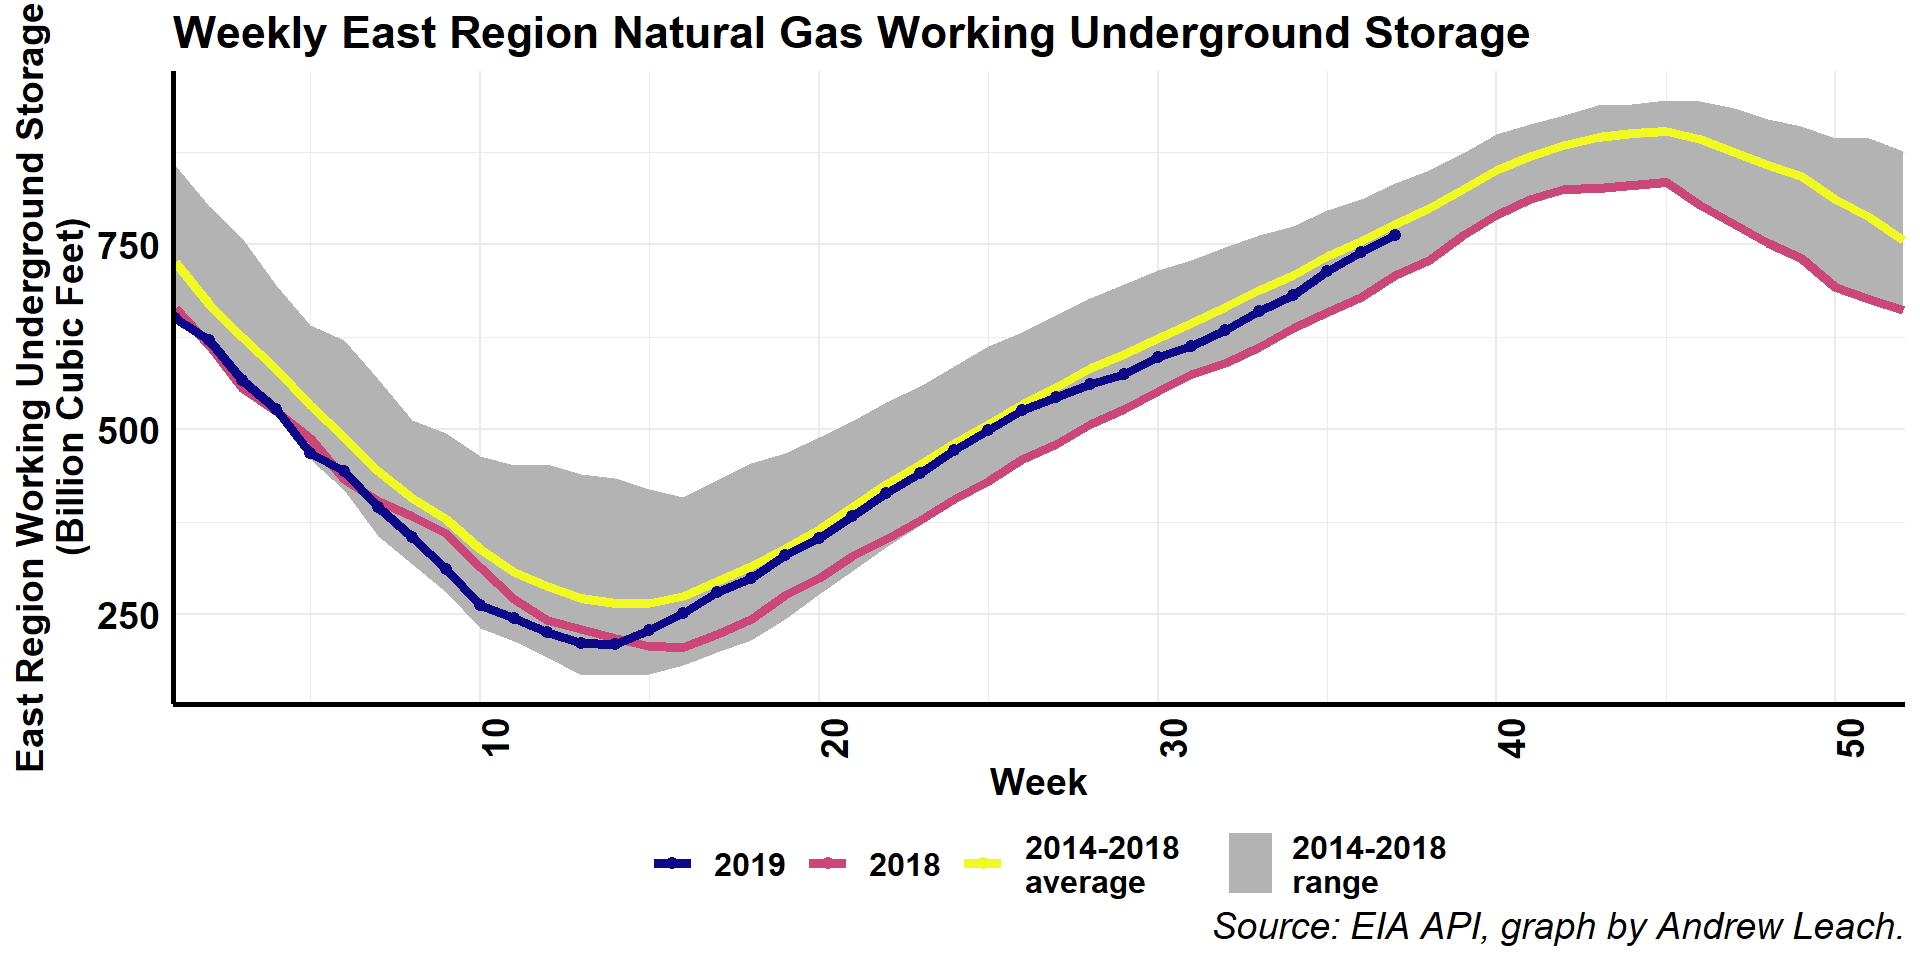 Weekly East Region Natural Gas Working Underground Storage
East Region Working Underground Storage
(Billion Cubic Feet)
750
500
250
10
20
30
40
50
Week
2019
2018
2014-2018
average
2014-2018
range
Source: EIA API, graph by Andrew Leach.